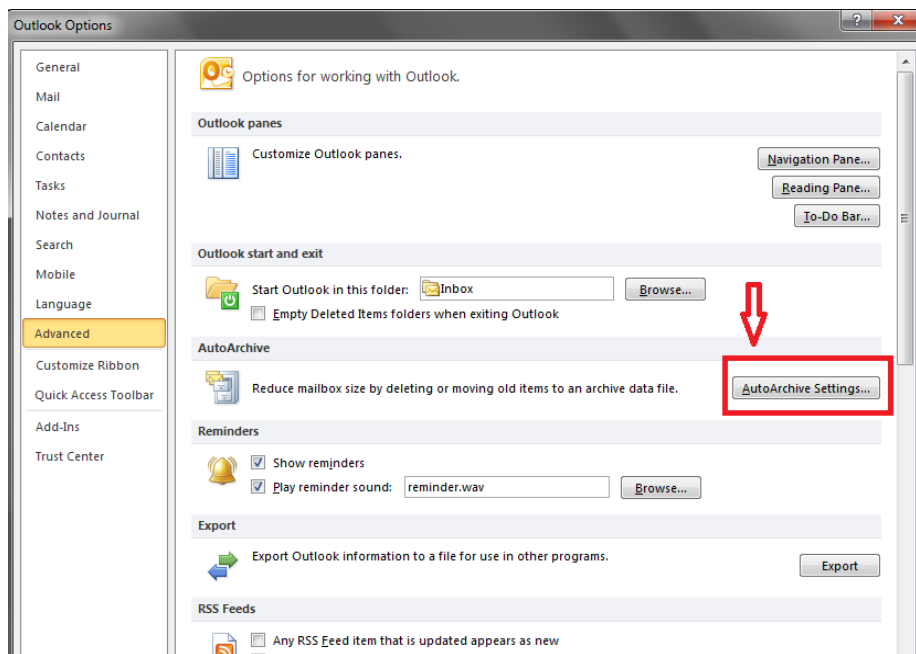 Outlook Options
General
Mail
Calendar
Contacts
Tasks
Notes and Journal
Search
Mobile
Language
Advanced
Customize Ribbon
Quick Access Toolbar
Add-Ins
Trust Center
Options for working with Outlook.
Outlook panes
Customize Outlook panes.
Navigation Pane...
Reading Pane...
To-Do Bar...
Outlook start and exit
Start Outlook in this folder: Inbox Browse...
Empty Deleted Items folders when exiting Outlook
AutoArchive
Reduce mailbox size by deleting or moving old items to an archive data file. AutoArchive Settings...
Reminders
Show reminders
Play reminder sound: reminder.wav Browse...
Export
Export Outlook information to a file for use in other programs.
Export
RSS Feeds
Any RSS Feed item that is updated appears as new